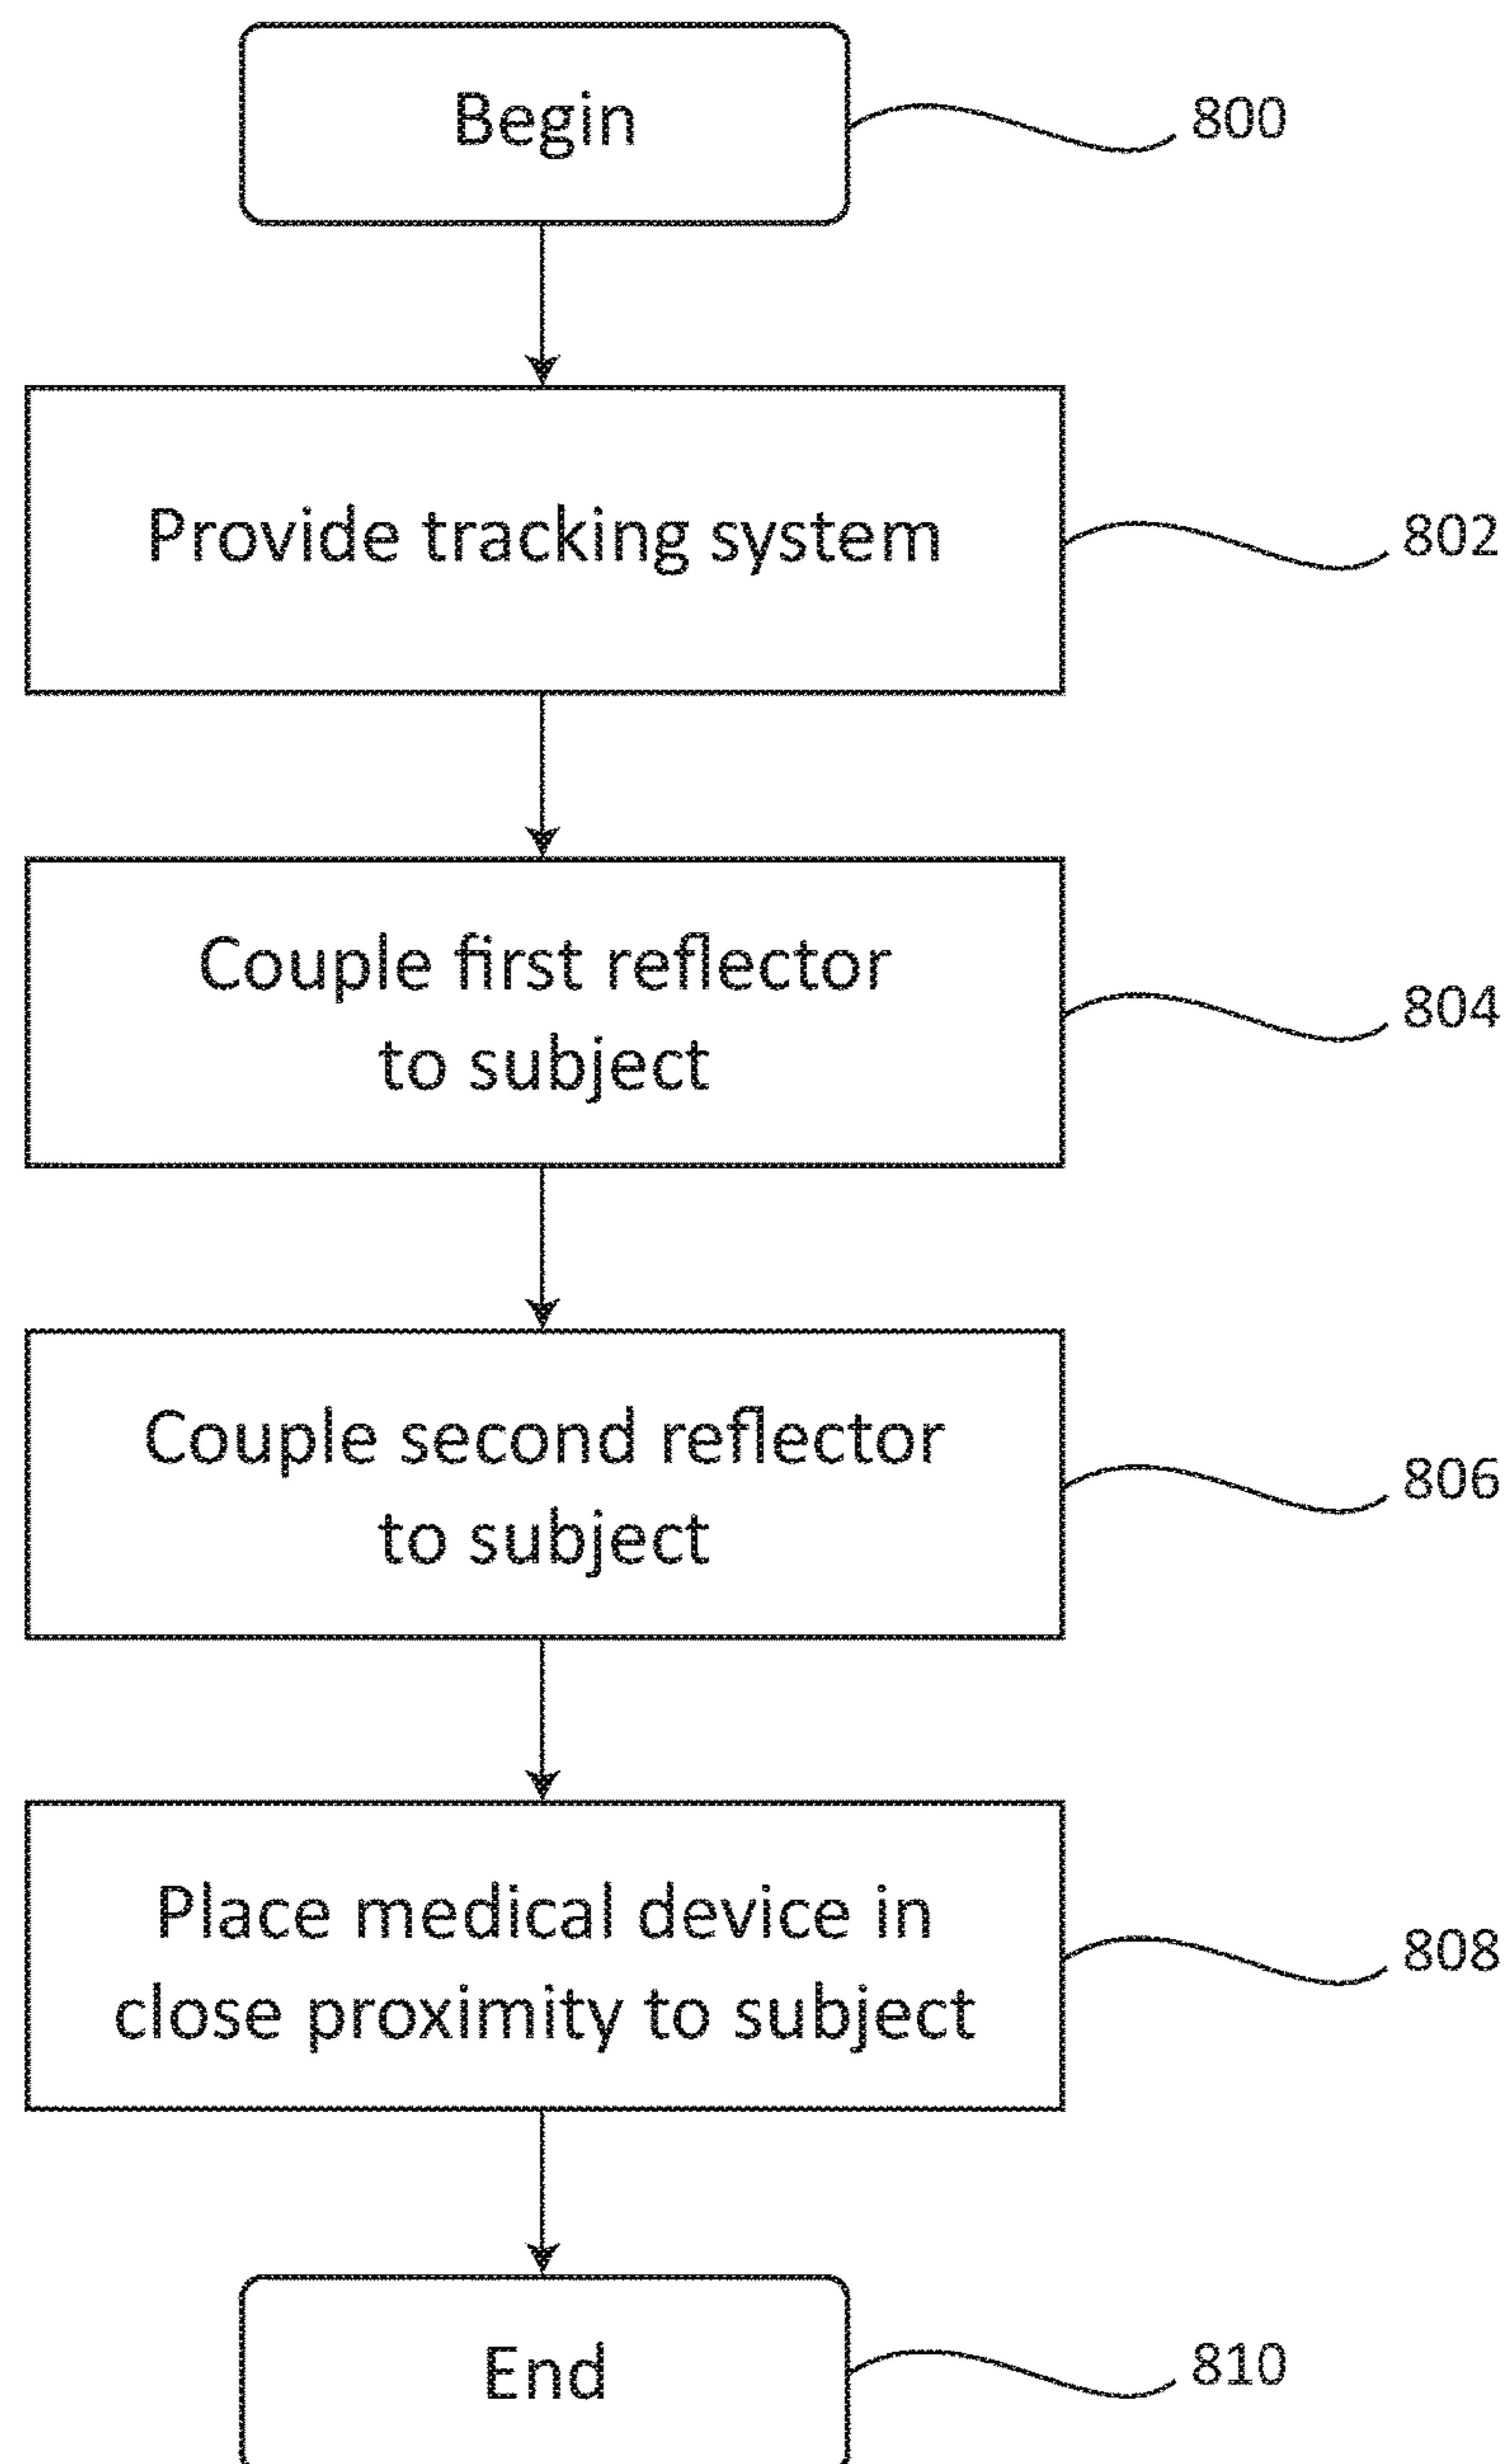 Begin
800
Provide tracking system
802
Couple first reflector
to subject
804
Couple second reflector
to subject
806
Place medical device in
close proximity to subject
808
End
810